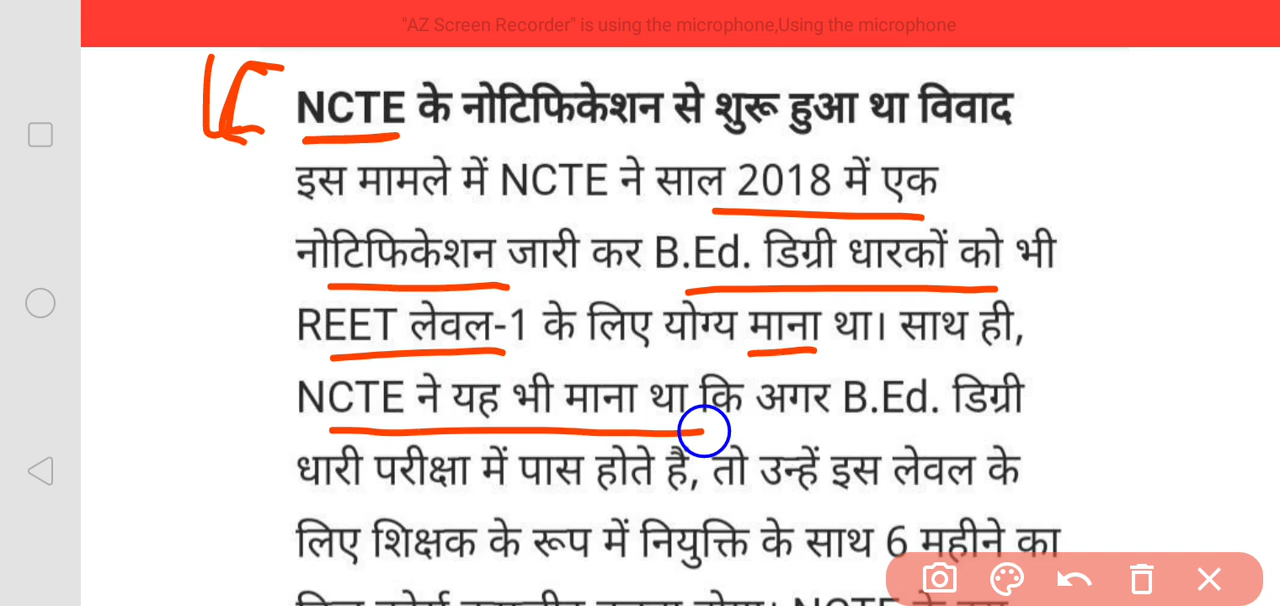 "AZ Screen Recorder" is using the microphone,Using the microphone
NCTE के नोटिफिकेशन से शुरू हुआ था विवाद
इस मामले में NCTE ने साल 2018 में एक
नोटिफिकेशन जारी कर B.Ed. डिग्री धारकों को भी
REET लेवल-1 के लिए योग्य माना था। साथ ही,
NCTE ने यह भी माना था कि अगर B.Ed. डिग्री
धारी परीक्षा में पास होते है, तो उन्हें इस लेवल के
लिए शिक्षक के रूप में नियुक्ति के साथ 6 महीने का